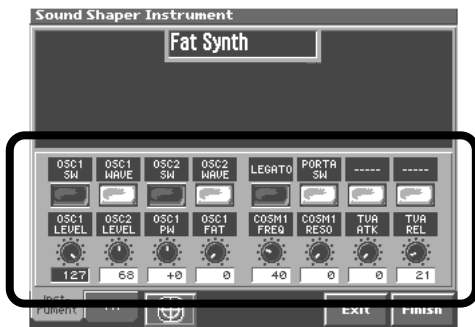 Sound Shaper Instrument
Fat Synth
OSC1 SW OSC1 WAVE OSC2 SW OSC2 WAVE LEGATO PORTA SW ----- -----
OSC1 LEVEL OSC2 LEVEL OSC1 PW OSC1 FAT COSM1 FREQ COSM1 RESO TVA ATK TVA REL
127 68 +0 0 40 0 0 21
Exit Finish